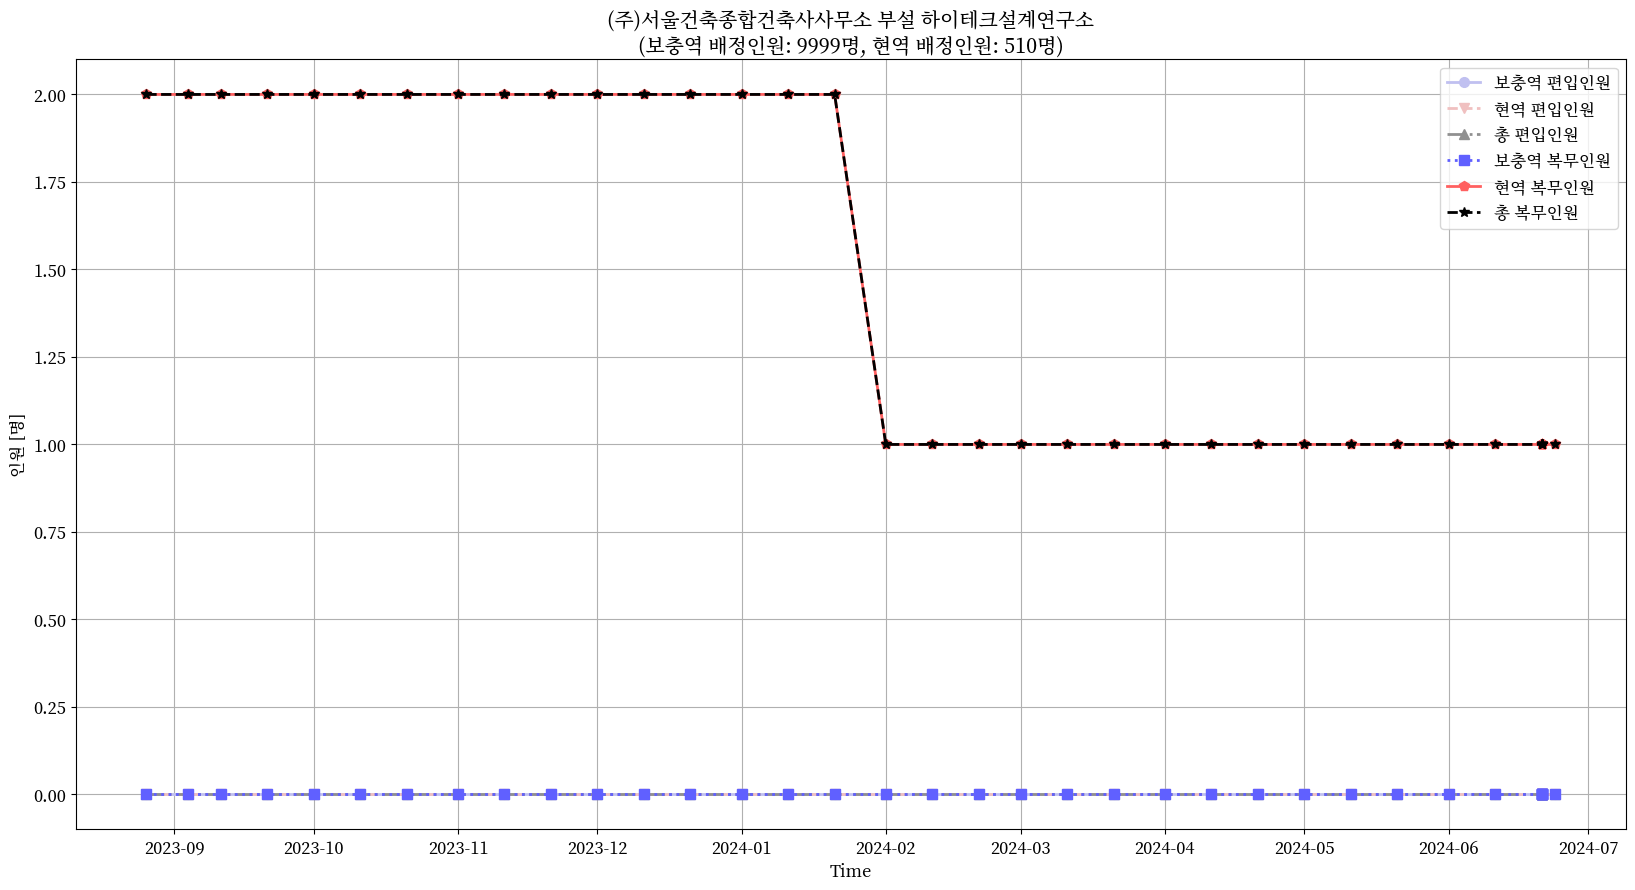 (주)서울건축종합건축사사무소 부설 하이테크설계연구소
(보충역 배정인원: 9999명, 현역 배정인원: 510명)
보충역 편입인원
현역 편입인원
총 편입인원
보충역 복무인원
현역 복무인원
총 복무인원
인원 [명]
2.00
1.75
1.50
1.25
1.00
0.75
0.50
0.25
0.00
2023-09
2023-10
2023-11
2023-12
2024-01
2024-02
2024-03
2024-04
2024-05
2024-06
2024-07
Time